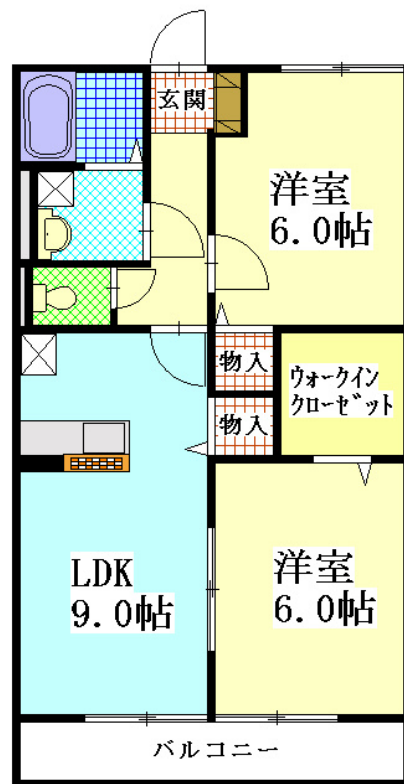 玄関
洋室
6.0帖
物入
ウォークイン
クローゼット
物入
LDK
9.0帖
洋室
6.0帖
バルコニー